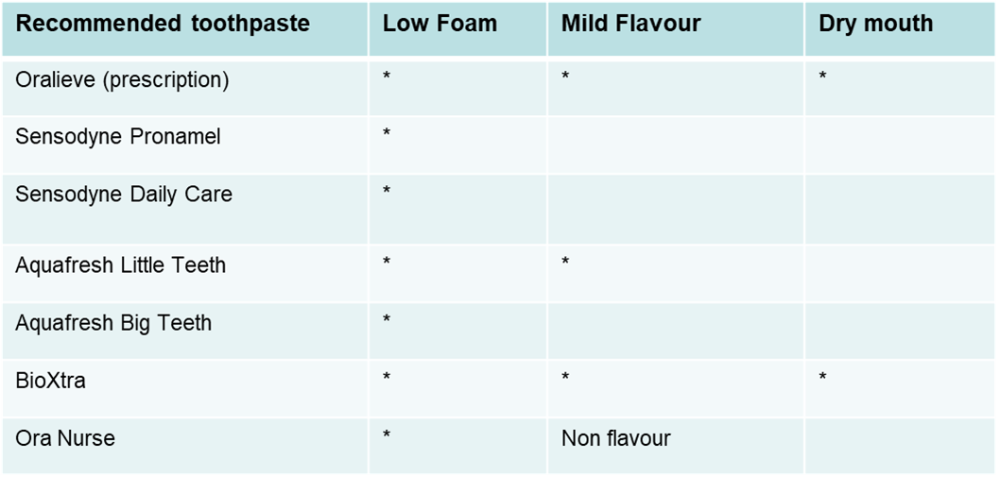 Recommended toothpaste Low Foam Mild Flavour Dry mouth
Oralieve (prescription) * * *
Sensodyne Pronamel *
Sensodyne Daily Care *
Aquafresh Little Teeth * *
Aquafresh Big Teeth *
BioXtra * * *
Ora Nurse * Non flavour